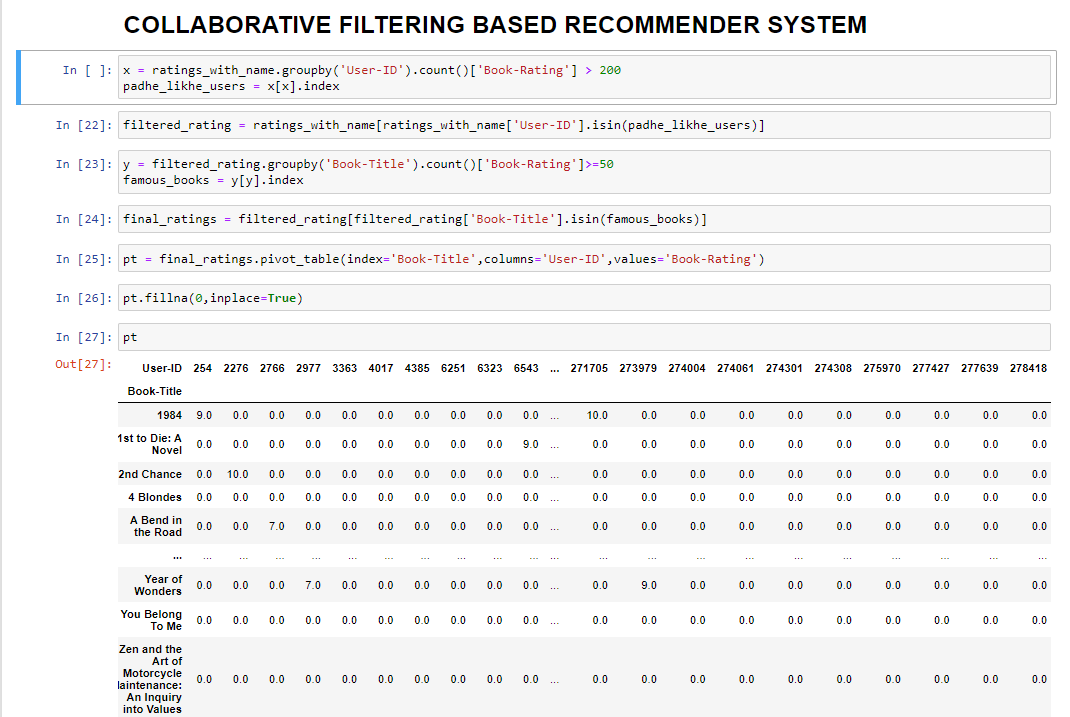 COLLABORATIVE FILTERING BASED RECOMMENDER SYSTEM
In [ ]: x = ratings_with_name.groupby('User-ID').count()['Book-Rating'] > 200
padhe_likhe_users = x[x].index
In [22]: filtered_rating = ratings_with_name[ratings_with_name['User-ID'].isin(padhe_likhe_users)]
In [23]: y = filtered_rating.groupby('Book-Title').count()['Book-Rating']>=50
famous_books = y[y].index
In [24]: final_ratings = filtered_rating[filtered_rating['Book-Title'].isin(famous_books)]
In [25]: pt = final_ratings.pivot_table(index='Book-Title',columns='User-ID',values='Book-Rating')
In [26]: pt.fillna(0,inplace=True)
In [27]: pt
Out[27]: User-ID 254 2276 2766 2977 3363 4017 4385 6251 6323 6543 ... 271705 273979 274004 274061 274301 274308 275970 277427 277639 278418
Book-Title
1984 9.0 0.0 0.0 0.0 0.0 0.0 0.0 0.0 0.0 0.0 ... 10.0 0.0 0.0 0.0 0.0 0.0 0.0 0.0 0.0 0.0
1st to Die: A
Novel 0.0 0.0 0.0 0.0 0.0 0.0 0.0 0.0 0.0 9.0 ... 0.0 0.0 0.0 0.0 0.0 0.0 0.0 0.0 0.0 0.0
2nd Chance 0.0 10.0 0.0 0.0 0.0 0.0 0.0 0.0 0.0 0.0 ... 0.0 0.0 0.0 0.0 0.0 0.0 0.0 0.0 0.0 0.0
4 Blondes 0.0 0.0 0.0 0.0 0.0 0.0 0.0 0.0 0.0 0.0 ... 0.0 0.0 0.0 0.0 0.0 0.0 0.0 0.0 0.0 0.0
A Bend in
the Road 0.0 0.0 7.0 0.0 0.0 0.0 0.0 0.0 0.0 0.0 ... 0.0 0.0 0.0 0.0 0.0 0.0 0.0 0.0 0.0 0.0
... ... ... ... ... ... ... ... ... ... ... ... ... ... ... ... ... ... ... ... ... ...
Year of
Wonders 0.0 0.0 0.0 7.0 0.0 0.0 0.0 0.0 0.0 0.0 ... 0.0 9.0 0.0 0.0 0.0 0.0 0.0 0.0 0.0 0.0
You Belong
To Me 0.0 0.0 0.0 0.0 0.0 0.0 0.0 0.0 0.0 0.0 ... 0.0 0.0 0.0 0.0 0.0 0.0 0.0 0.0 0.0 0.0
Zen and the
Art of
Motorcycle
laintenance: 0.0 0.0 0.0 0.0 0.0 0.0 0.0 0.0 0.0 0.0 ... 0.0 0.0 0.0 0.0 0.0 0.0 0.0 0.0 0.0 0.0
An Inquiry
into Values